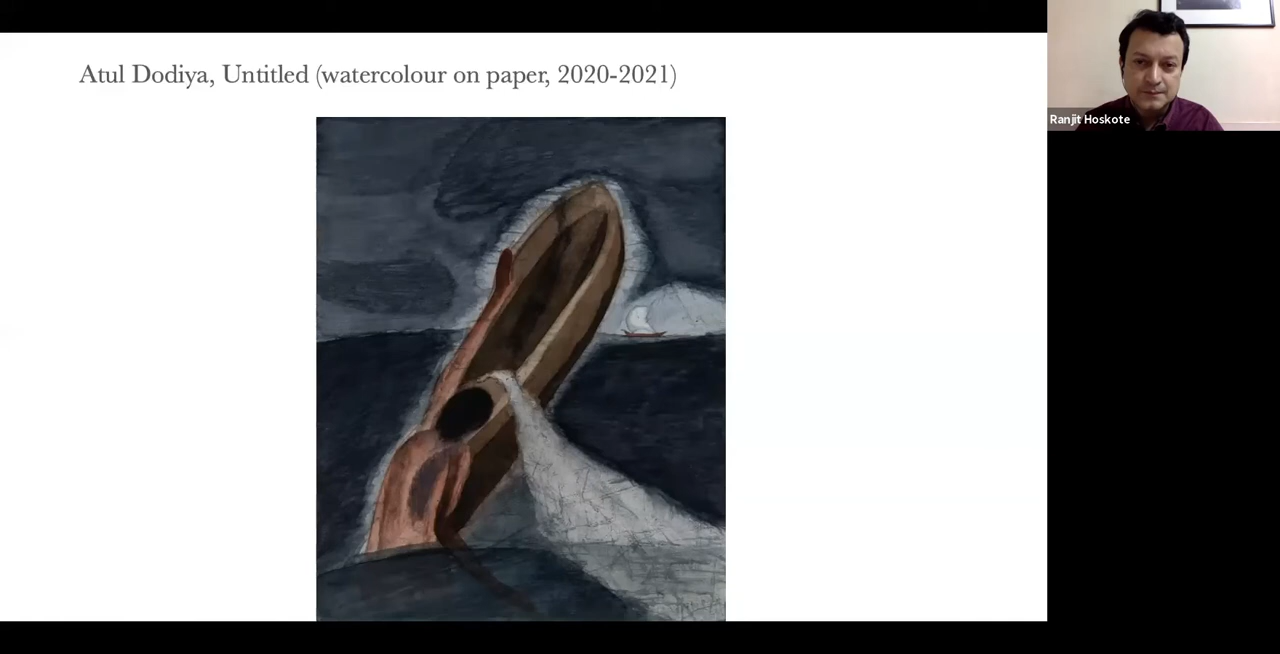 Atul Dodiya, Untitled (watercolour on paper, 2020-2021)
Ranjit Hoskote